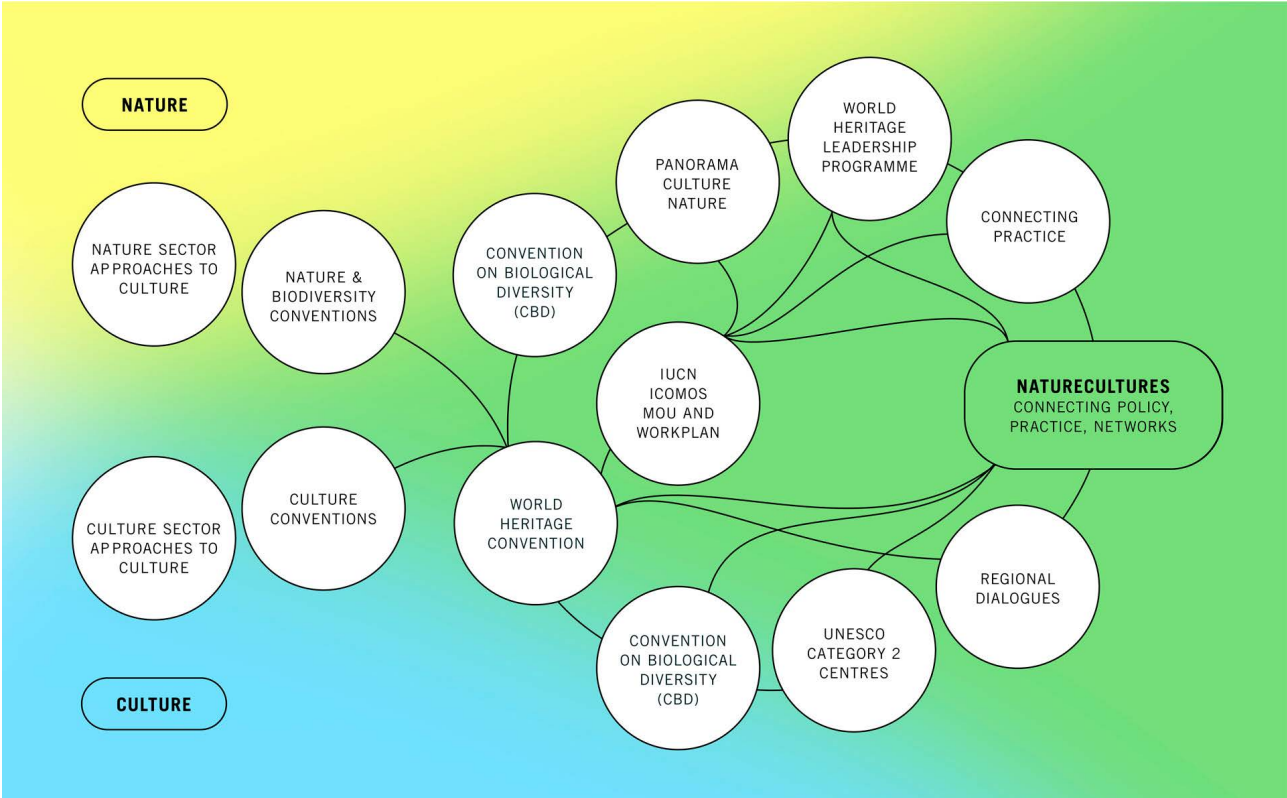 NATURE
NATURE SECTOR
APPROACHES TO
CULTURE
NATURE &
BIODIVERSITY
CONVENTIONS
CONVENTION
ON BIOLOGICAL
DIVERSITY
(CBD)
PANORAMA
CULTURE
NATURE
WORLD
HERITAGE
LEADERSHIP
PROGRAMME
CONNECTING
PRACTICE
IUCN
ICOMOS
MOU AND
WORKPLAN
NATURECULTURES
CONNECTING POLICY,
PRACTICE, NETWORKS
CULTURE SECTOR
APPROACHES TO
CULTURE
CULTURE
CONVENTIONS
WORLD
HERITAGE
CONVENTION
CONVENTION
ON BIOLOGICAL
DIVERSITY
(CBD)
UNESCO
CATEGORY 2
CENTRES
REGIONAL
DIALOGUES
CULTURE